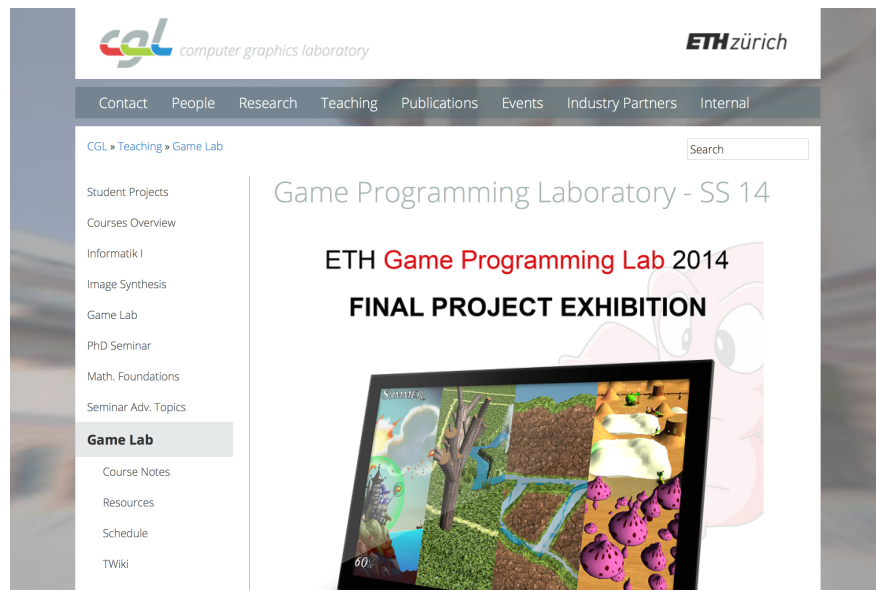 cgl computer graphics laboratory
ETH zürich
Contact People Research Teaching Publications Events Industry Partners Internal
CGL » Teaching » Game Lab
Search
Student Projects
Courses Overview
Informatik I
Image Synthesis
Game Lab
PhD Seminar
Math. Foundations
Seminar Adv. Topics
Game Lab
Course Notes
Resources
Schedule
TWiki
Game Programming Laboratory - SS 14
ETH Game Programming Lab 2014
FINAL PROJECT EXHIBITION
SOMMER
60%